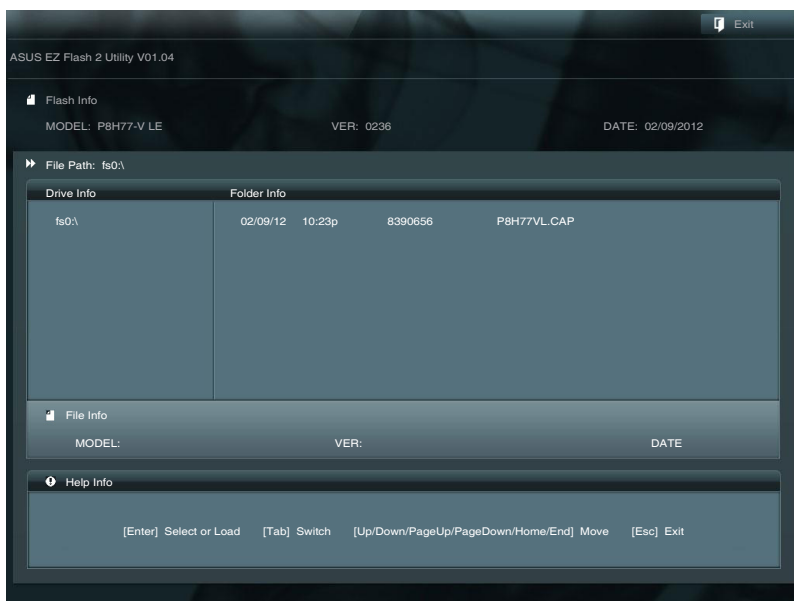 Exit
ASUS EZ Flash 2 Utility V01.04
Flash Info
MODEL: P8H77-V LE VER: 0236 DATE: 02/09/2012
File Path: fs0:\
Drive Info Folder Info
fs0:\ 02/09/12 10:23p 8390656 P8H77VL.CAP
File Info
MODEL: VER: DATE
Help Info
[Enter] Select or Load [Tab] Switch [Up/Down/PageUp/PageDown/Home/End] Move [Esc] Exit